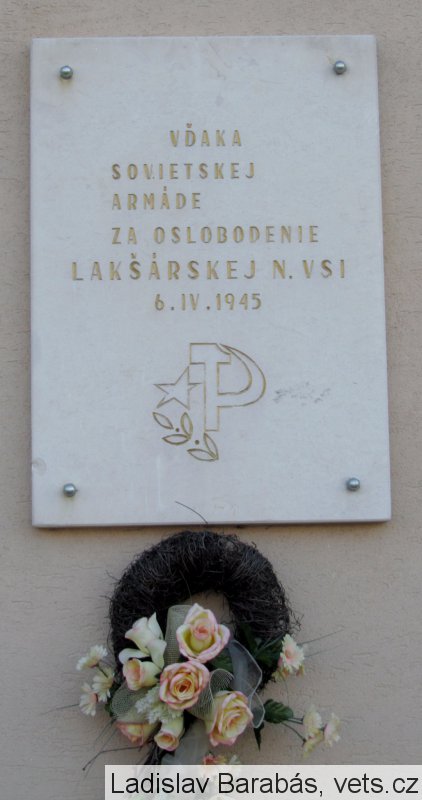 VĎAKA
SOVIETSKEJ
ARMÁDE
ZA OSLOBODENIE
LAKŠÁRSKEJ N. VSI
6. IV. 1945
Ladislav Barabás, vets.cz